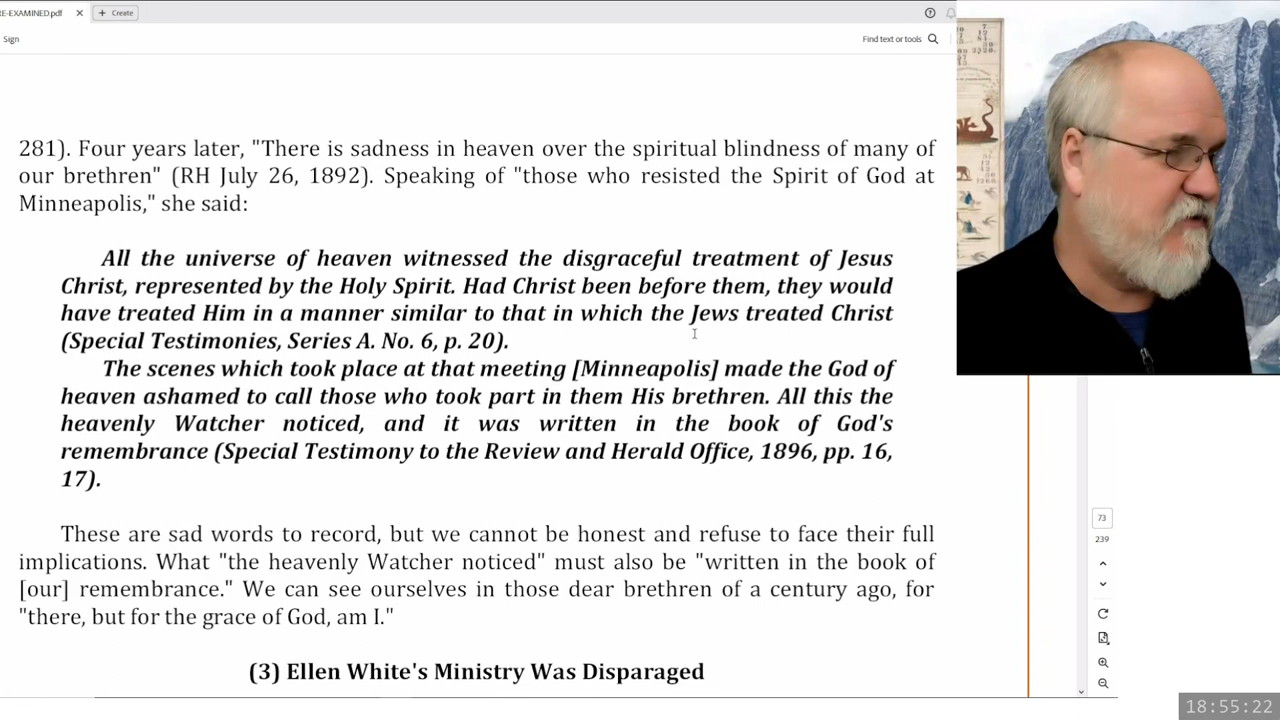 RE-EXAMINED.pdf
Create
Sign
Find text or tools
281). Four years later, "There is sadness in heaven over the spiritual blindness of many of
our brethren" (RH July 26, 1892). Speaking of "those who resisted the Spirit of God at
Minneapolis," she said:
All the universe of heaven witnessed the disgraceful treatment of Jesus
Christ, represented by the Holy Spirit. Had Christ been before them, they would
have treated Him in a manner similar to that in which the Jews treated Christ
(Special Testimonies, Series A. No. 6, p. 20).
The scenes which took place at that meeting [Minneapolis] made the God of
heaven ashamed to call those who took part in them His brethren. All this the
heavenly Watcher noticed, and it was written in the book of God's
remembrance (Special Testimony to the Review and Herald Office, 1896, pp. 16,
17).
These are sad words to record, but we cannot be honest and refuse to face their full
implications. What "the heavenly Watcher noticed" must also be "written in the book of
[our] remembrance." We can see ourselves in those dear brethren of a century ago, for
"there, but for the grace of God, am I."
(3) Ellen White's Ministry Was Disparaged
73
239
18:55:22